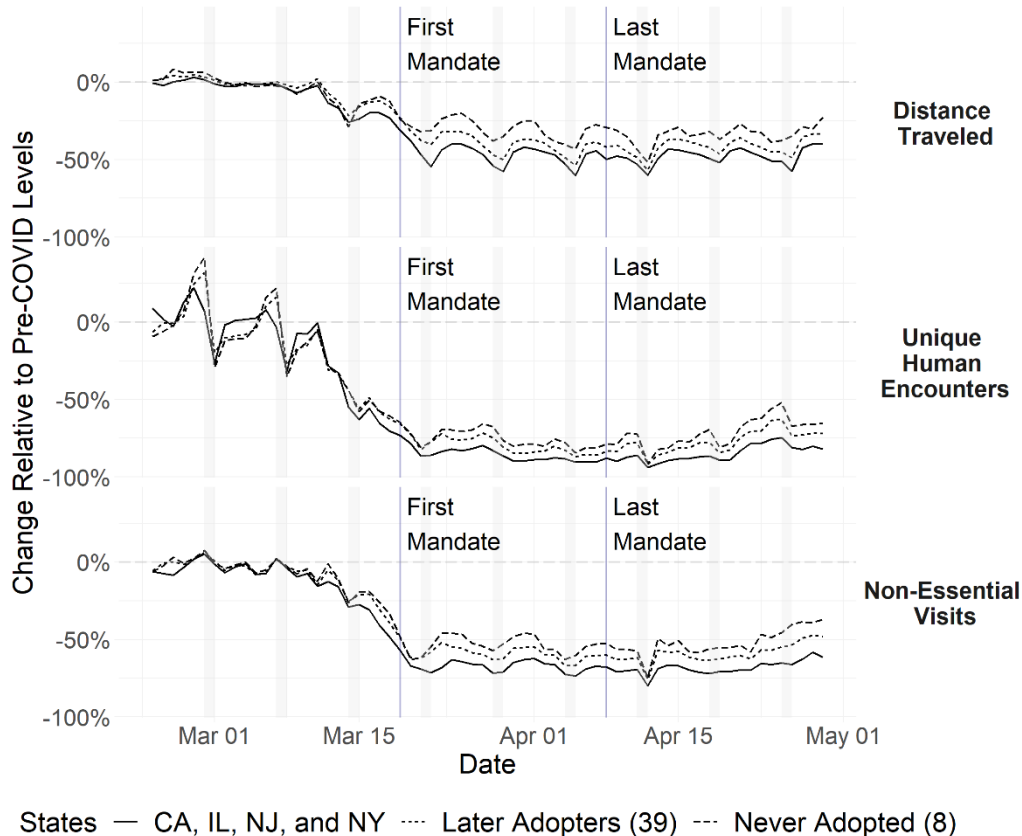 Change Relative to Pre-COVID Levels
First
Mandate
Last
Mandate
0%
-50%
-100%
Distance
Traveled
First
Mandate
Last
Mandate
0%
-50%
-100%
Unique
Human
Encounters
First
Mandate
Last
Mandate
0%
-50%
-100%
Non-Essential
Visits
Mar 01 Mar 15 Apr 01 Apr 15 May 01
Date
States CA, IL, NJ, and NY Later Adopters (39) Never Adopted (8)